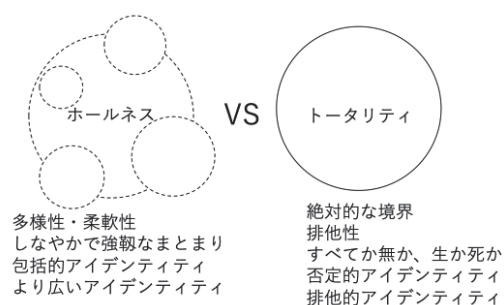 ホールネス
VS
トータリティ
多様性・柔軟性
しなやかで強靱なまとまり
包括的アイデンティティ
より広いアイデンティティ
絶対的な境界
排他性
すべてか無か、生か死か
否定的アイデンティティ
排他的アイデンティティ